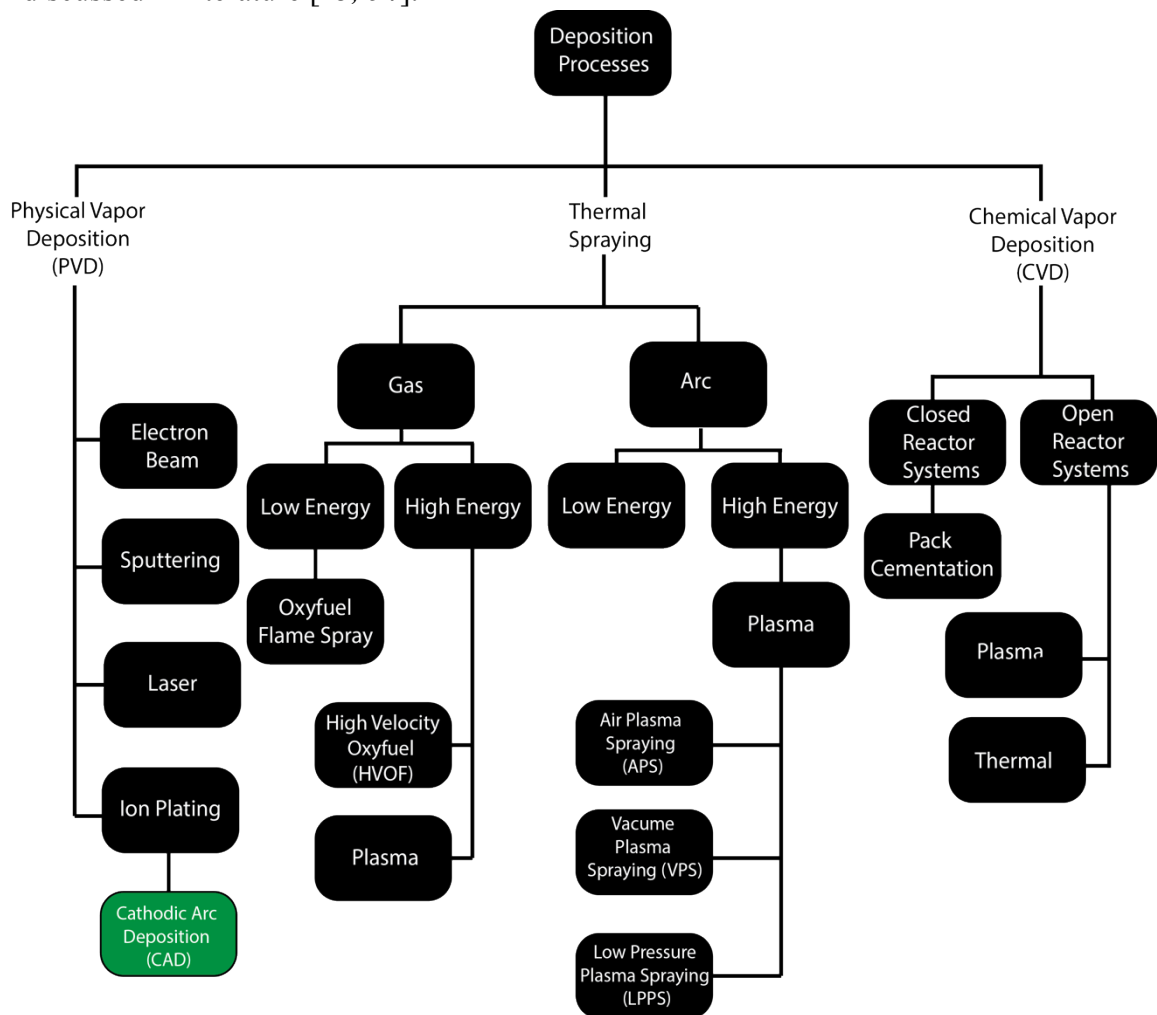 Deposition
Processes
Physical Vapor
Deposition
(PVD)
Thermal
Spraying
Chemical Vapor
Deposition
(CVD)
Gas
Arc
Closed
Reactor
Systems
Open
Reactor
Systems
Electron
Beam
Low Energy
High Energy
Low Energy
High Energy
Pack
Cementation
Sputtering
Oxyfuel
Flame Spray
Plasma
Plasma
Laser
High Velocity
Oxyfuel
(HVOF)
Air Plasma
Spraying
(APS)
Thermal
Ion Plating
Plasma
Vacume
Plasma
Spraying (VPS)
Cathodic Arc
Deposition
(CAD)
Low Pressure
Plasma Spraying
(LPPS)